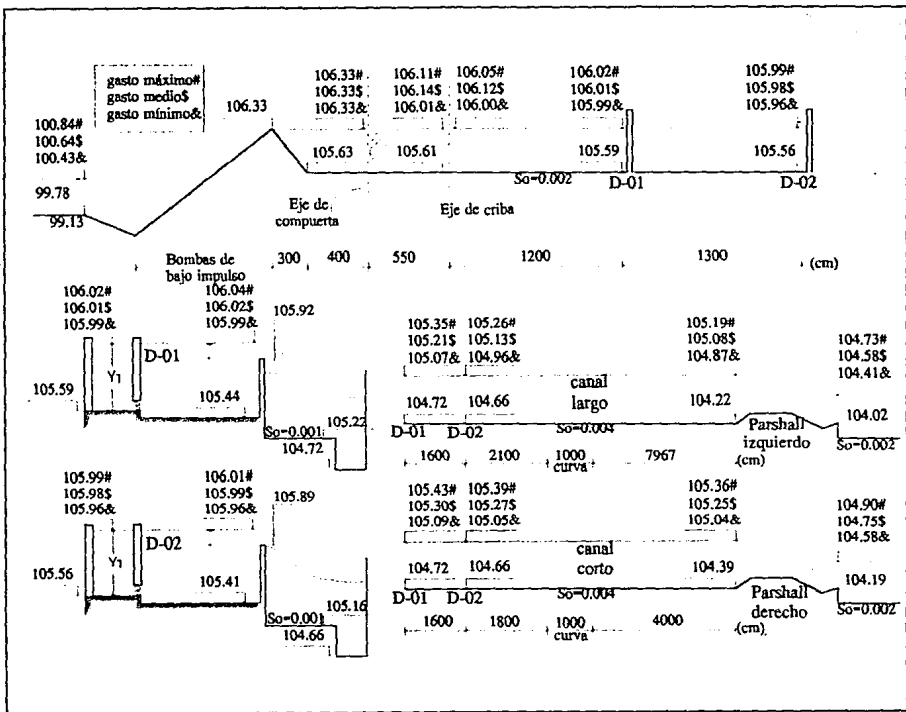 gasto máximo#
gasto medio$
gasto mínimo&
100.84#
100.64$
100.43&
99.78
99.13
106.33
106.33#
106.33$
106.33&
106.11#
106.14$
106.01&
106.05#
106.12$
106.00&
106.02#
106.01$
105.99&
105.99#
105.98$
105.96&
105.63
105.61
105.59
105.56
So=0.002
D-01
D-02
Eje de
compuerta
Eje de criba
Bombas de
bajo impulso
300
400
550
1200
1300
(cm)
106.02#
106.01$
105.99&
106.04#
106.02$
105.99&
105.92
D-01
Y1
105.59
105.44
So=0.001
105.22
104.72
105.35#
105.21$
105.07&
105.26#
105.13$
104.96&
105.19#
105.08$
104.87&
104.73#
104.58$
104.41&
canal
largo
104.72
104.66
104.22
104.02
D-01
D-02
So=0.004
Parshall
izquierdo
So=0.002
1600
2100
1000
7967
curva
(cm)
105.99#
105.98$
105.96&
106.01#
105.99$
105.96&
105.89
D-02
Y1
105.56
105.41
So=0.001
105.16
104.66
105.43#
105.30$
105.09&
105.39#
105.27$
105.05&
105.36#
105.25$
105.04&
104.90#
104.75$
104.58&
canal
corto
104.72
104.66
104.39
104.19
D-01
D-02
So=0.004
Parshall
derecho
So=0.002
1600
1800
1000
4000
curva
(cm)